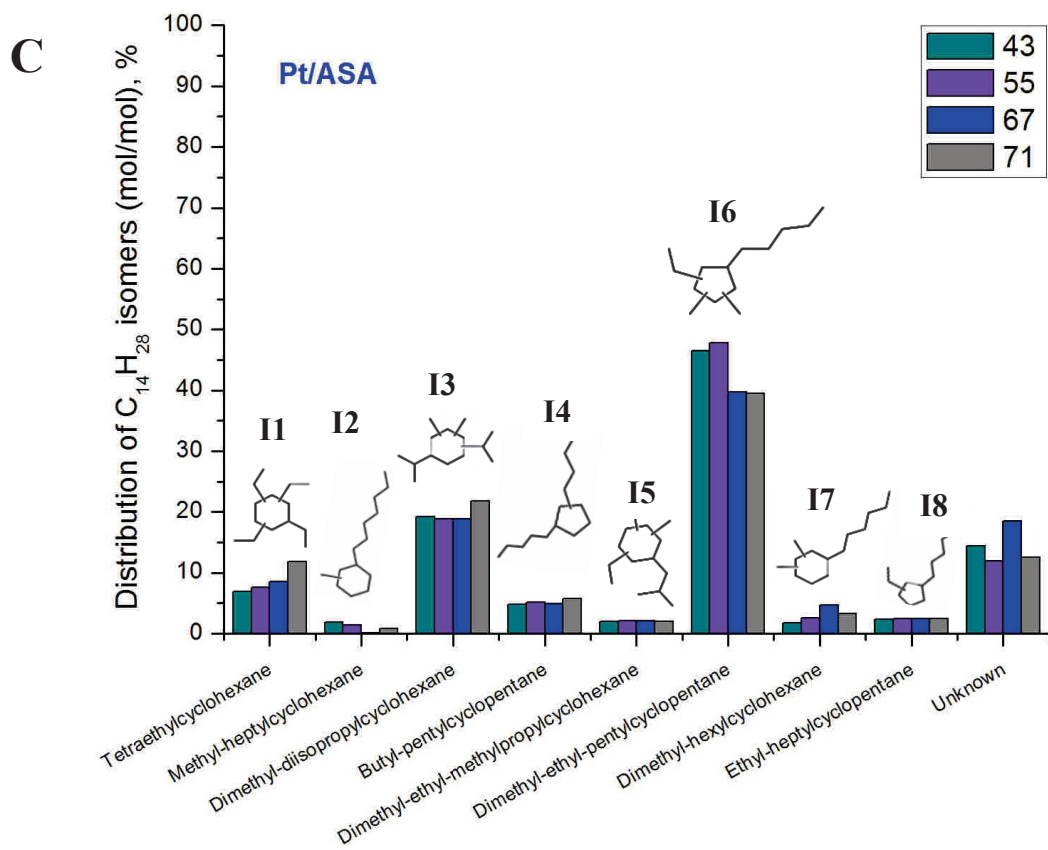 C
Distribution of C14H28 isomers (mol/mol), %
100
90
80
70
60
50
40
30
20
10
0
Pt/ASA
43
55
67
71
I1
I2
I3
I4
I5
I6
I7
I8
Tetraethylcyclohexane
Methyl-heptylcyclohexane
Dimethyl-diisopropylcyclohexane
Butyl-pentylcyclopentane
Dimethyl-ethyl-methylpropylcyclohexane
Dimethyl-ethyl-pentylcyclopentane
Dimethyl-hexylcyclohexane
Ethyl-heptylcyclopentane
Unknown